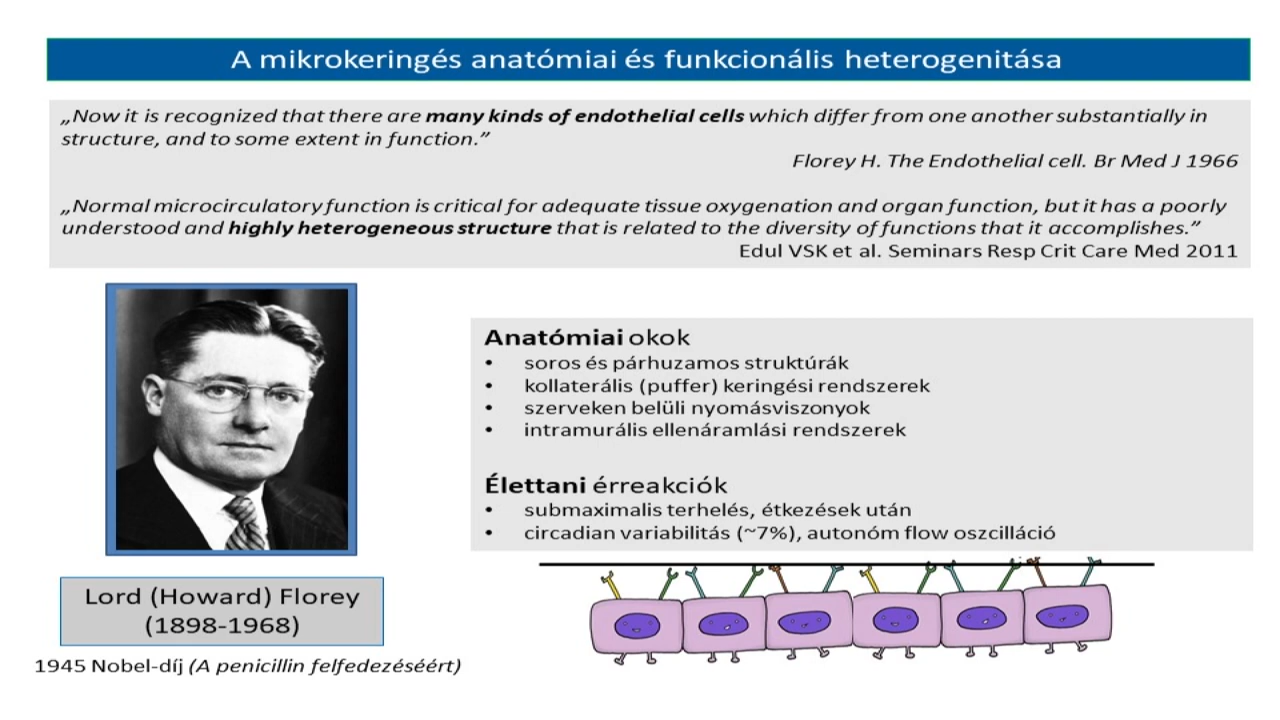 A mikrokeringés anatómiai és funkcionális heterogenitása
„Now it is recognized that there are many kinds of endothelial cells which differ from one another substantially in
structure, and to some extent in function.”
Florey H. The Endothelial cell. Br Med J 1966
„Normal microcirculatory function is critical for adequate tissue oxygenation and organ function, but it has a poorly
understood and highly heterogeneous structure that is related to the diversity of functions that it accomplishes.”
Edul VSK et al. Seminars Resp Crit Care Med 2011
Anatómiai okok
• soros és párhuzamos struktúrák
• kollaterális (puffer) keringési rendszerek
• szerveken belüli nyomásviszonyok
• intramurális ellenáramlási rendszerek
Élettani érreakciók
• submaximalis terhelés, étkezések után
• circadian variabilitás (~7%), autonóm flow oszcilláció
Lord (Howard) Florey
(1898-1968)
1945 Nobel-díj (A penicillin felfedezéséért)